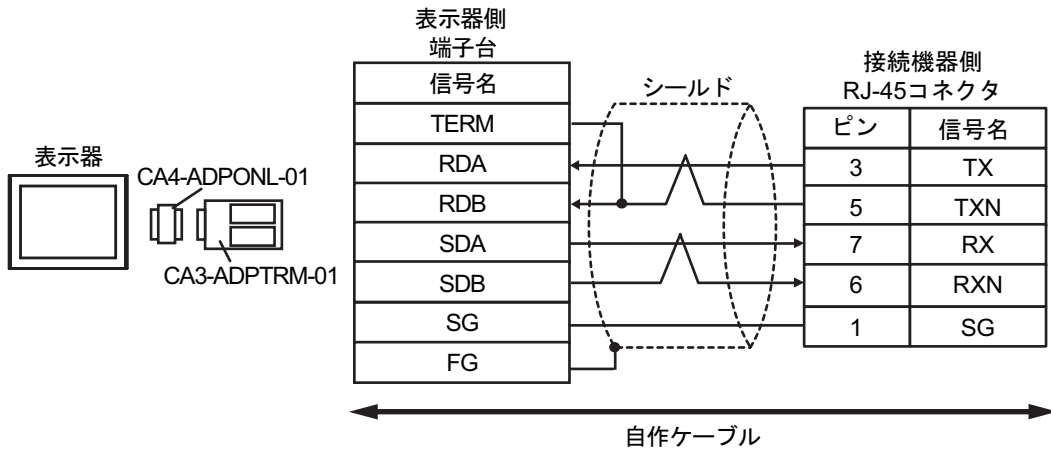 表示器
CA4-ADPONL-01
CA3-ADPTRM-01
表示器側
端子台
信号名
TERM
RDA
RDB
SDA
SDB
SG
FG
シールド
接続機器側
RJ-45コネクタ
ピン 信号名
3 TX
5 TXN
7 RX
6 RXN
1 SG
自作ケーブル